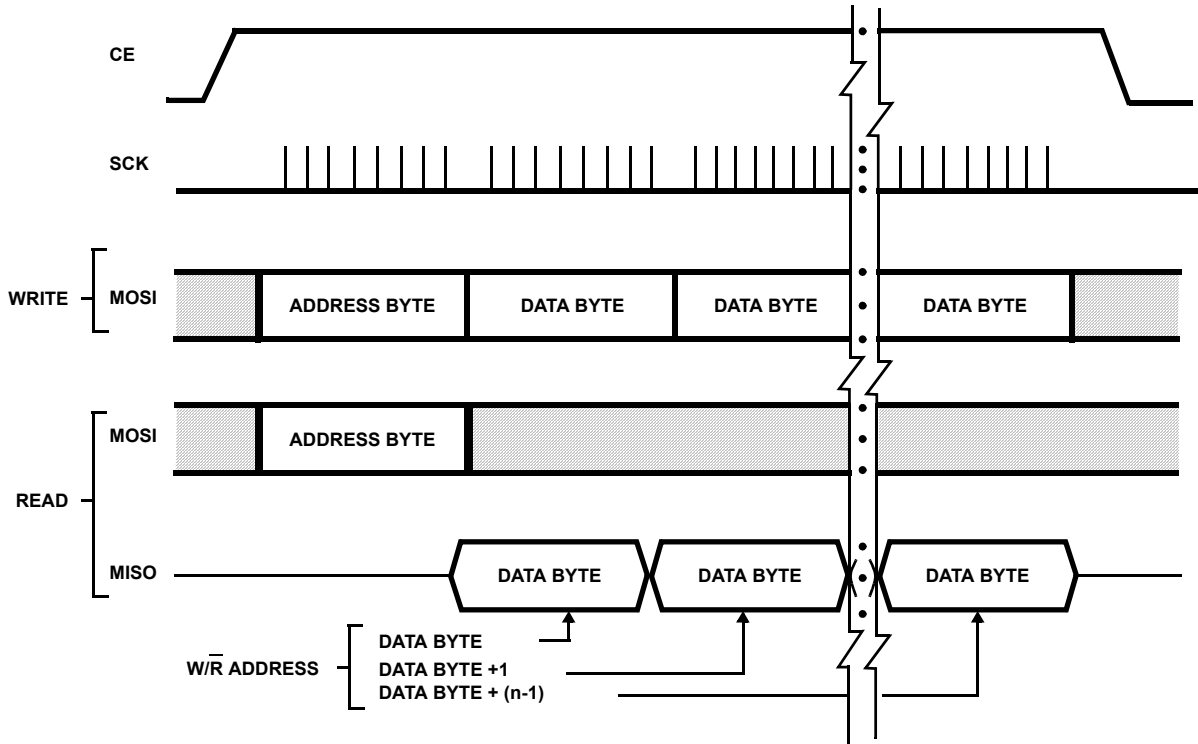 CE
SCK
WRITE
MOSI
ADDRESS BYTE
DATA BYTE
DATA BYTE
DATA BYTE
READ
MOSI
ADDRESS BYTE
MISO
DATA BYTE
DATA BYTE
DATA BYTE
W/R̅ ADDRESS
DATA BYTE
DATA BYTE +1
DATA BYTE + (n-1)